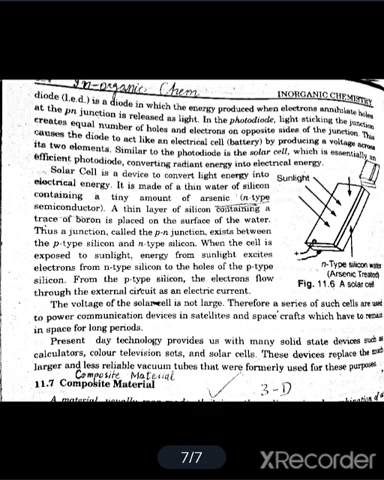 In-organic Chem
INORGANIC CHEMISTRY
diode (l.e.d.) is a diode in which the energy produced when electrons annihulate holes
at the pn junction is released as light. In the photodiode, light sticking the junction
creates equal number of holes and electrons on opposite sides of the junction. This
causes the diode to act like an electrical cell (battery) by producing a voltage across
its two elements. Similar to the photodiode is the solar cell, which is essentially an
efficient photodiode, converting radiant energy into electrical energy.
Solar Cell is a device to convert light energy into
electrical energy. It is made of a thin water of silicon
containing a tiny amount of arsenic (n-type
semiconductor). A thin layer of silicon containing a
trace of boron is placed on the surface of the water.
Thus a junction, called the p-n junction, exists between
the p-type silicon and n-type silicon. When the cell is
exposed to sunlight, energy from sunlight excites
electrons from n-type silicon to the holes of the p-type
silicon. From the p-type silicon, the electrons flow
through the external circuit as an electric current.
Sunlight
n-Type silicon water
(Arsenic Treated)
Fig. 11.6 A solar cell
The voltage of the solar cell is not large. Therefore a series of such cells are used
to power communication devices in satellites and space crafts which have to remain
in space for long periods.
Present day technology provides us with many solid state devices such as
calculators, colour television sets, and solar cells. These devices replace the much
larger and less reliable vacuum tubes that were formerly used for these purposes.
Composite Material
11.7 Composite Material
3-D
A material usually
7/7
XRecorder